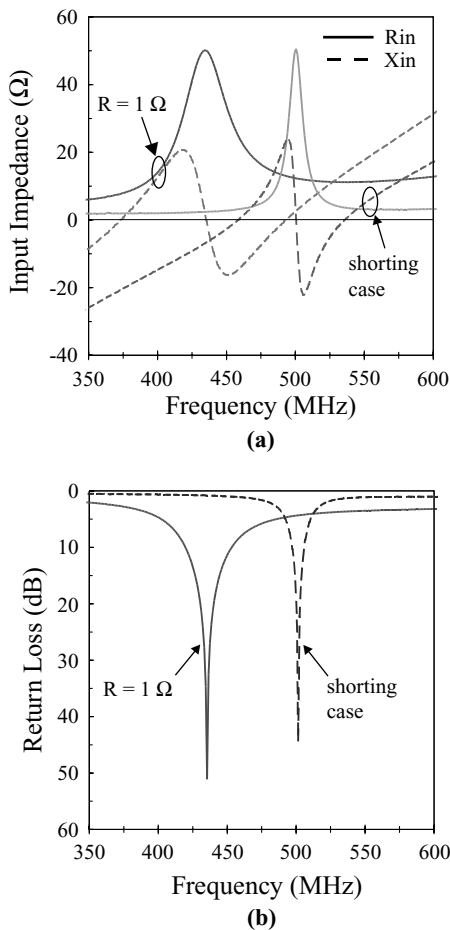 60
40
20
0
-20
-40
Input Impedance (Ω)
Rin
Xin
R = 1 Ω
shorting
case
350
400
450
500
550
600
Frequency (MHz)
(a)
0
10
20
30
40
50
60
Return Loss (dB)
R = 1 Ω
shorting
case
350
400
450
500
550
600
Frequency (MHz)
(b)